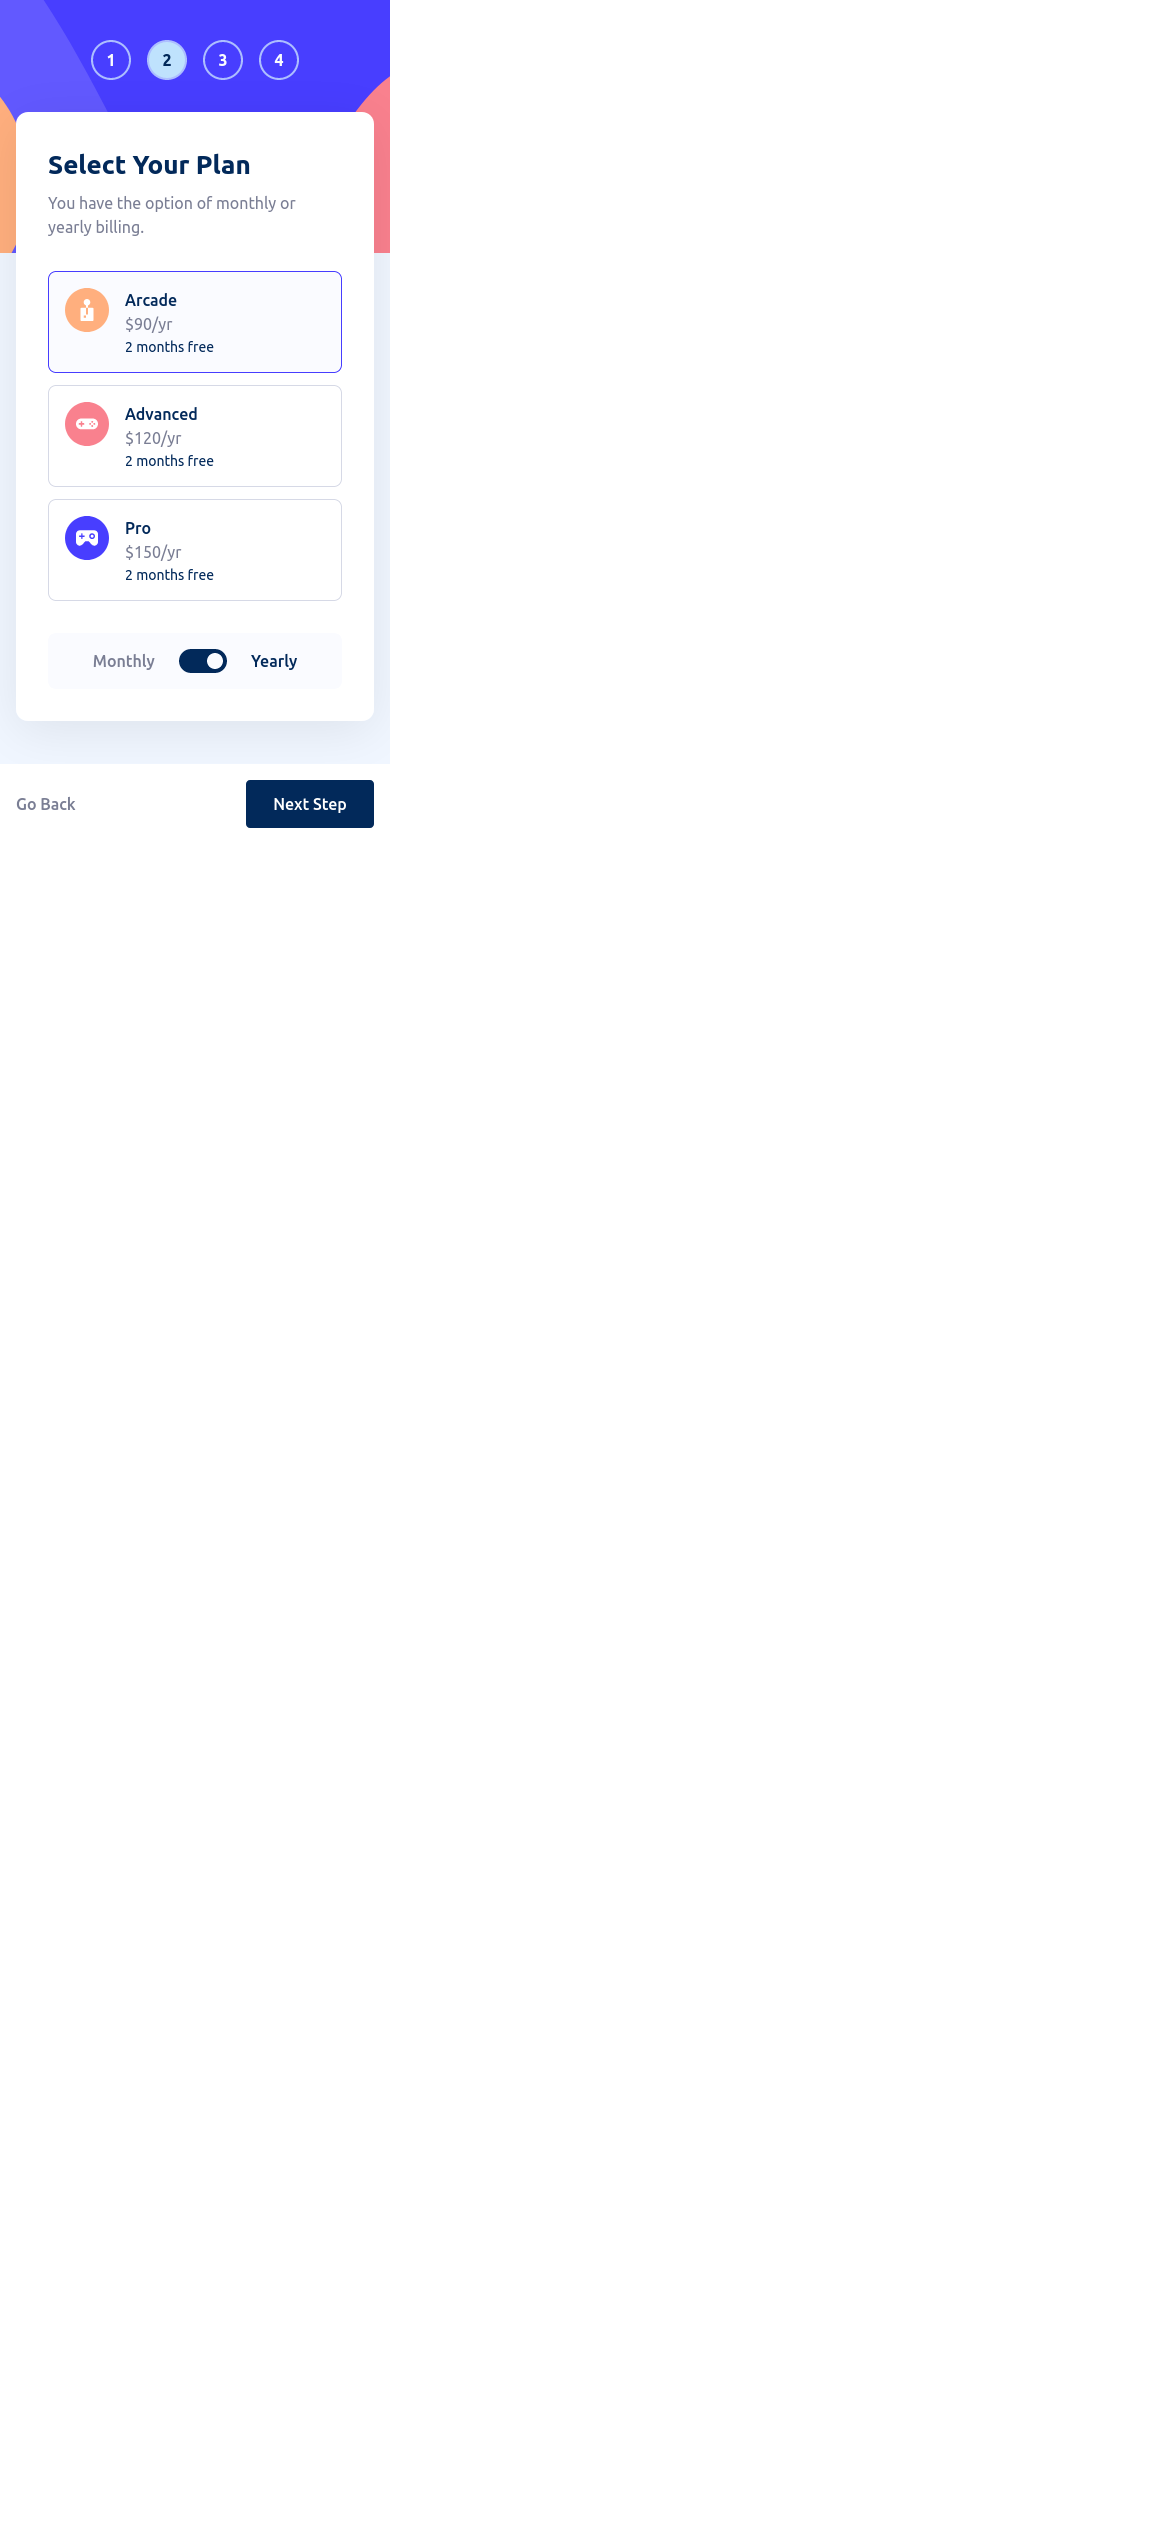 1 2 3 4
Select Your Plan
You have the option of monthly or
yearly billing.
Arcade
$90/yr
2 months free
Advanced
$120/yr
2 months free
Pro
$150/yr
2 months free
Monthly Yearly
Go Back Next Step